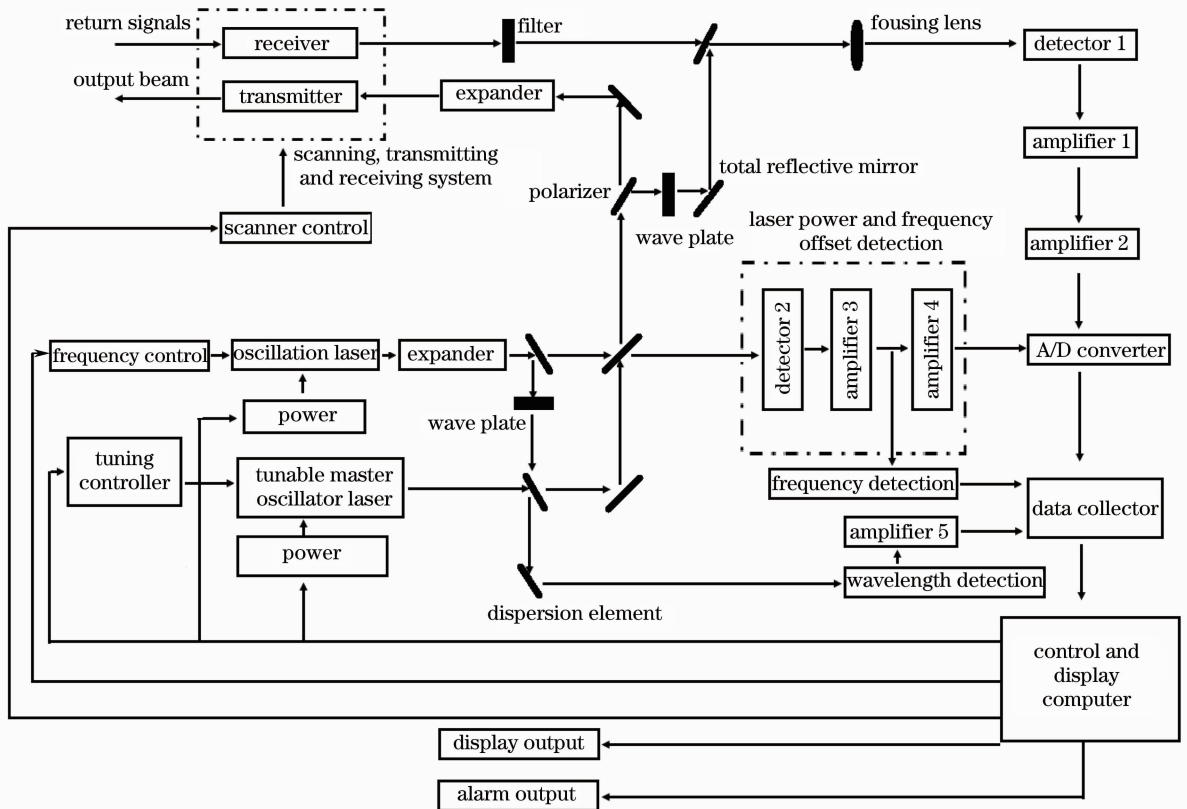 return signals
receiver
filter
fousing lens
detector 1
output beam
transmitter
expander
amplifier 1
scanning, transmitting
and receiving system
total reflective mirror
polarizer
wave plate
scanner control
laser power and frequency
offset detection
amplifier 2
detector 2
amplifier 3
amplifier 4
frequency control
oscillation laser
expander
A/D converter
power
wave plate
tuning
controller
tunable master
oscillator laser
frequency detection
data collector
amplifier 5
power
wavelength detection
dispersion element
control and
display
computer
display output
alarm output